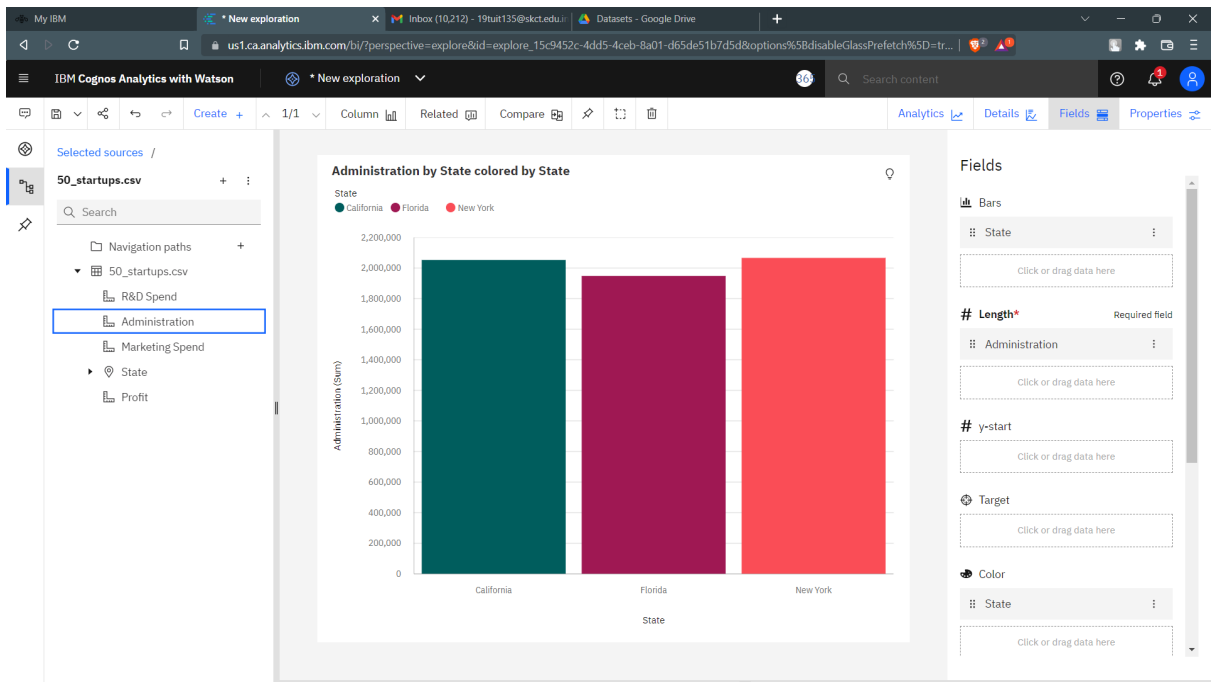 My IBM
* New exploration
Inbox (10,212) - 19tuit135@skct.edu.in
Datasets - Google Drive
us1.ca.analytics.ibm.com/bi/?perspective=explore&id=explore_15c9452c-4dd5-4ceb-8a01-d65de51b7d5d&options%5BdisableGlassPrefetch%5D=tr...
2
IBM Cognos Analytics with Watson
* New exploration
Search content
1
Create +
1/1
Column
Related
Compare
Analytics
Details
Fields
Properties
Selected sources /
50_startups.csv
Search
Navigation paths
50_startups.csv
R&D Spend
Administration
Marketing Spend
State
Profit
Administration by State colored by State
State
California
Florida
New York
2,200,000
2,000,000
1,800,000
1,600,000
1,400,000
1,200,000
1,000,000
800,000
600,000
400,000
200,000
0
Administration (Sum)
California
Florida
New York
State
Fields
Bars
State
Click or drag data here
# Length*
Required field
Administration
Click or drag data here
# y-start
Click or drag data here
Target
Click or drag data here
Color
State
Click or drag data here